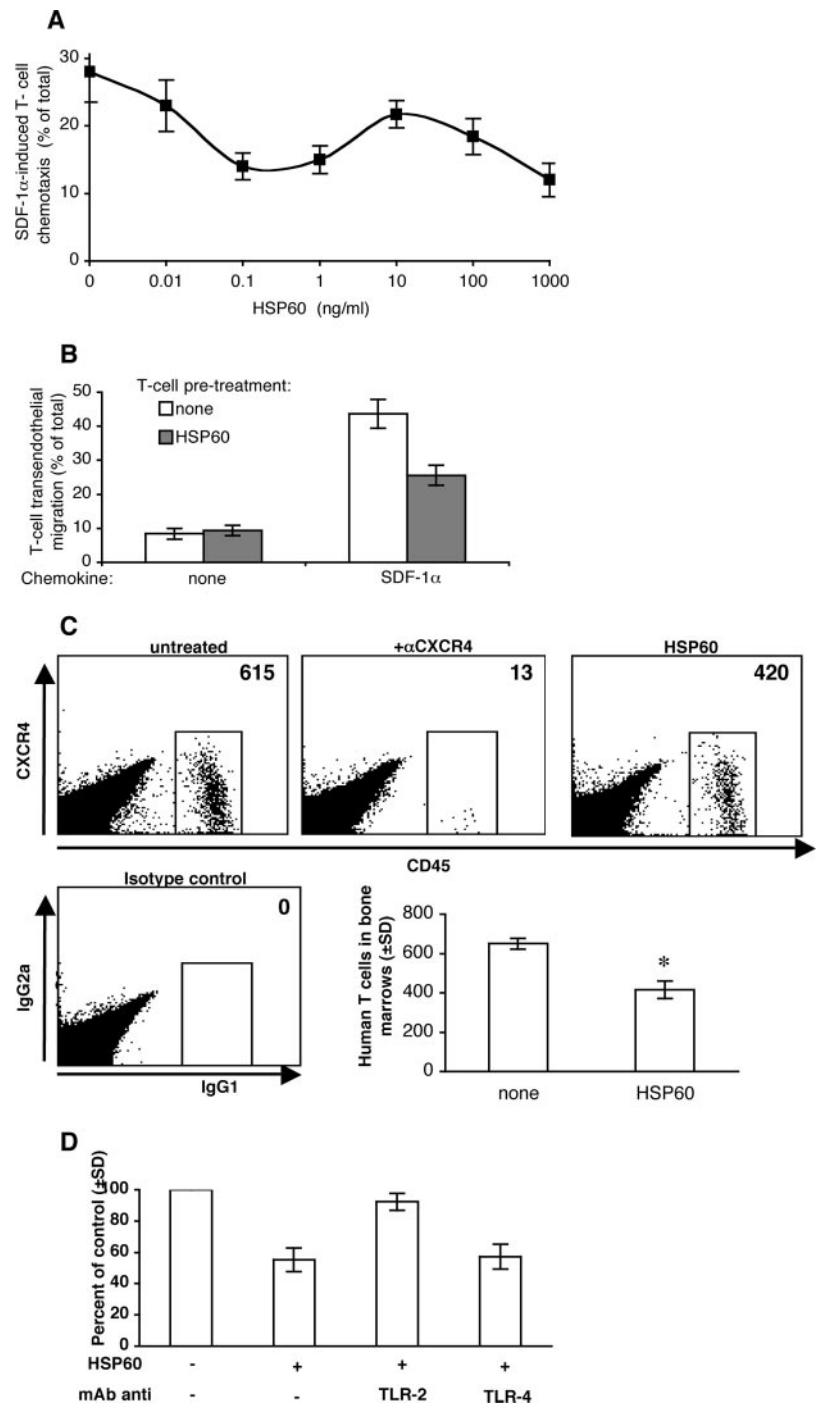 A
SDF-1α-induced T- cell
chemotaxis (% of total)
30
20
10
0
0 0.01 0.1 1 10 100 1000
HSP60 (ng/ml)
B
T-cell transendothelial
migration (% of total)
T-cell pre-treatment:
none
HSP60
50
40
30
20
10
0
Chemokine: none SDF-1α
C
untreated +αCXCR4 HSP60
615 13 420
CXCR4
CD45
Isotype control
0
IgG2a
IgG1
Human T cells in bone
marrows (±SD)
800
600
400
200
0
*
none HSP60
D
Percent of control (±SD)
100
80
60
40
20
0
HSP60 - + + +
mAb anti - - TLR-2 TLR-4